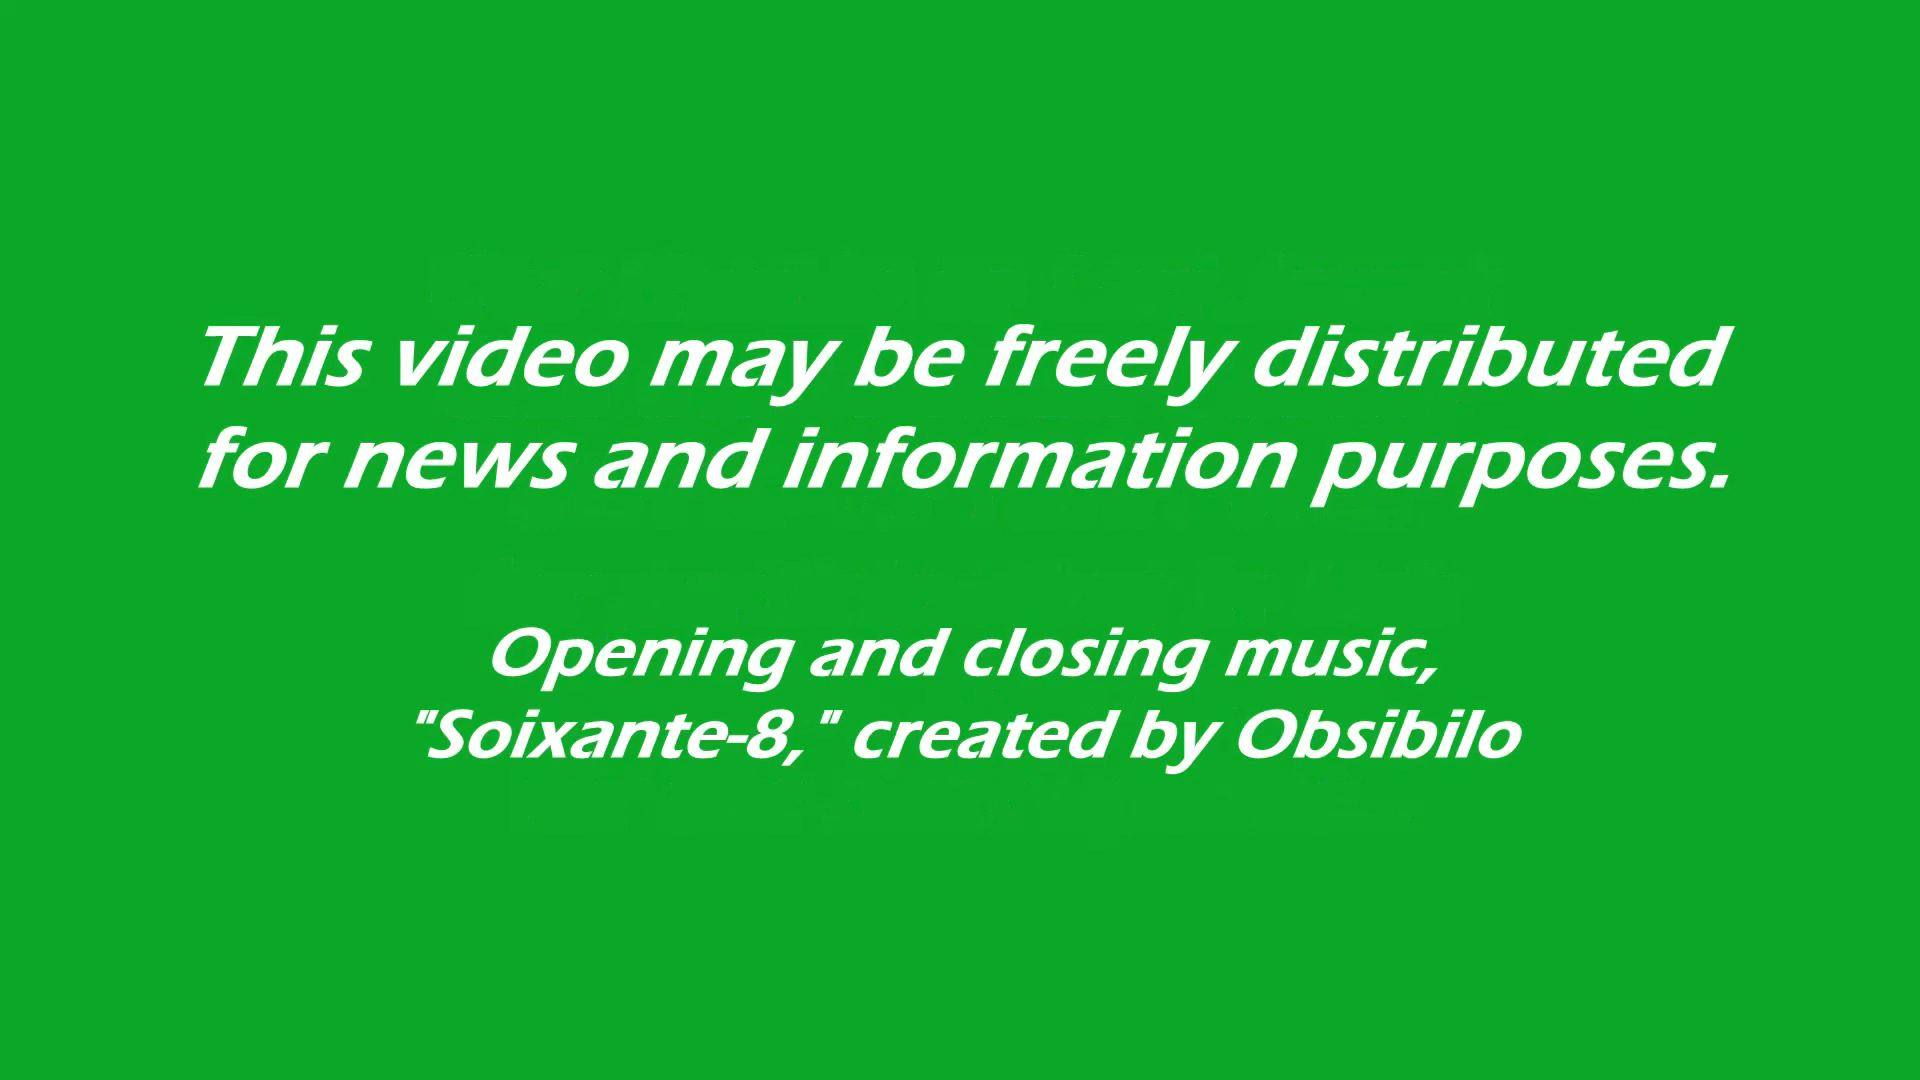 This video may be freely distributed
for news and information purposes.
Opening and closing music,
"Soixante-8," created by Obsibilo